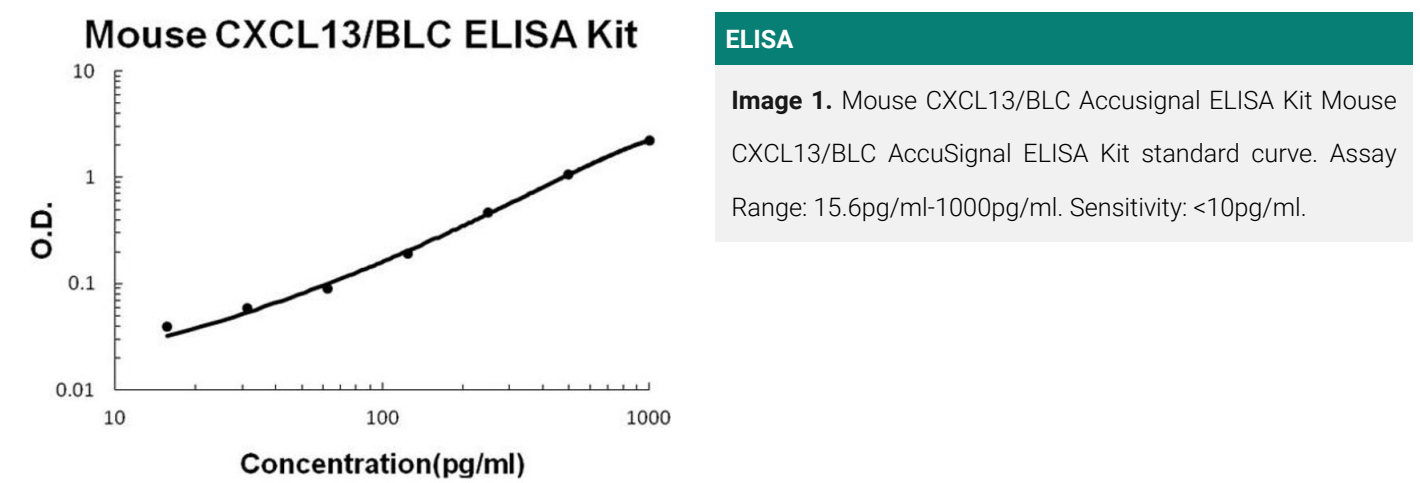 Mouse CXCL13/BLC ELISA Kit
10
1
0.1
0.01
O.D.
10 100 1000
Concentration(pg/ml)
ELISA
Image 1. Mouse CXCL13/BLC Accusignal ELISA Kit Mouse
CXCL13/BLC AccuSignal ELISA Kit standard curve. Assay
Range: 15.6pg/ml-1000pg/ml. Sensitivity: <10pg/ml.